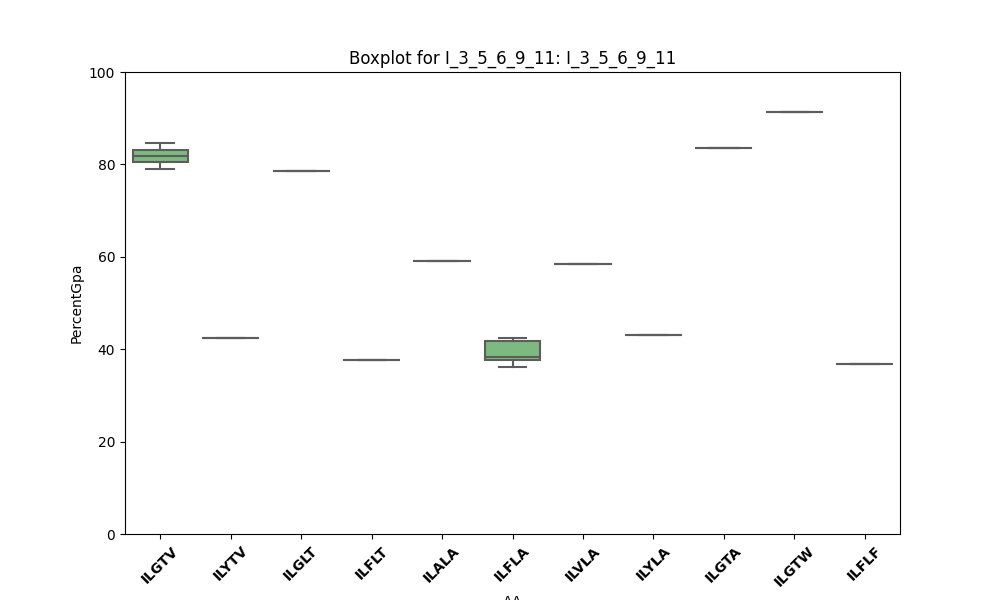 Boxplot for I_3_5_6_9_11: I_3_5_6_9_11
100
80
60
40
20
0
PercentGpa
ILGTV
ILYTV
ILGLT
ILFLT
ILALA
ILFLA
ILVLA
ILYLA
ILGTA
ILGTW
ILFLF